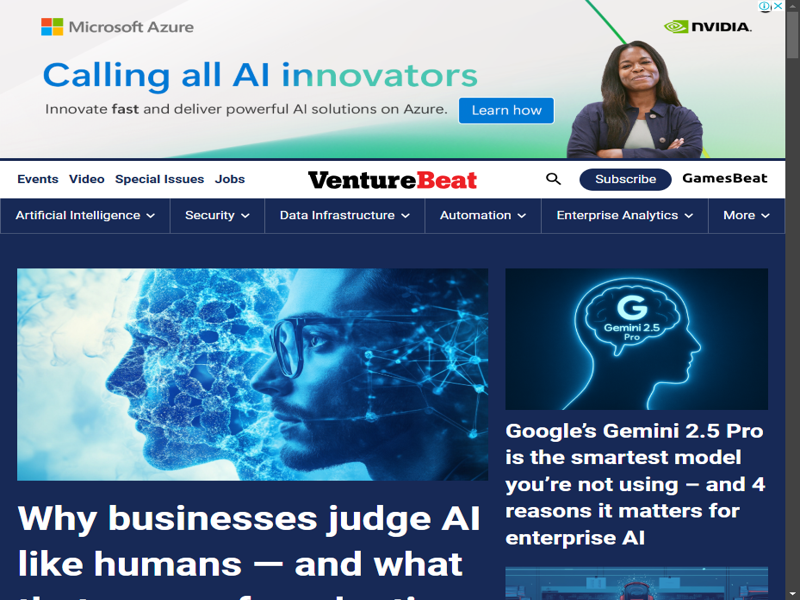 Microsoft Azure
NVIDIA.
Calling all AI innovators
Innovate fast and deliver powerful AI solutions on Azure.
Learn how
Events Video Special Issues Jobs
VentureBeat
Subscribe
GamesBeat
Artificial Intelligence
Security
Data Infrastructure
Automation
Enterprise Analytics
More
G
Gemini 2.5
Pro
Google's Gemini 2.5 Pro
is the smartest model
you're not using – and 4
reasons it matters for
enterprise AI
Why businesses judge AI
like humans — and what